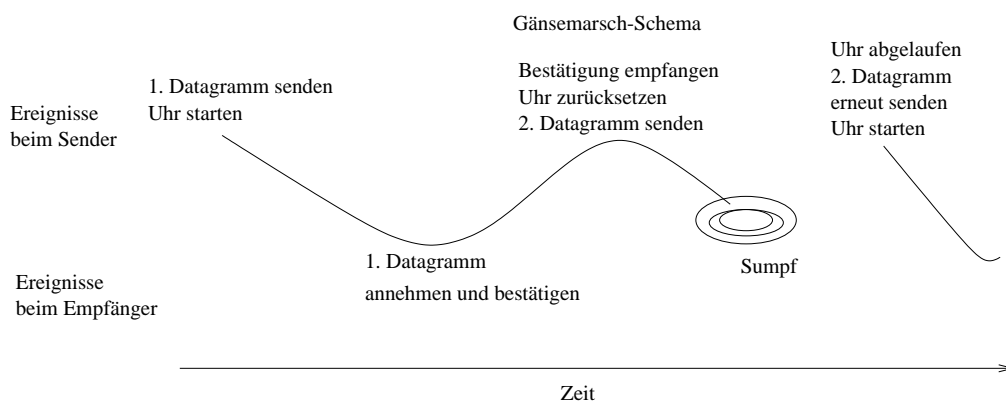 Gänsemarsch-Schema
1. Datagramm senden
Uhr starten
Bestätigung empfangen
Uhr zurücksetzen
2. Datagramm senden
Uhr abgelaufen
2. Datagramm
erneut senden
Uhr starten
Ereignisse
beim Sender
1. Datagramm
annehmen und bestätigen
Sumpf
Ereignisse
beim Empfänger
Zeit